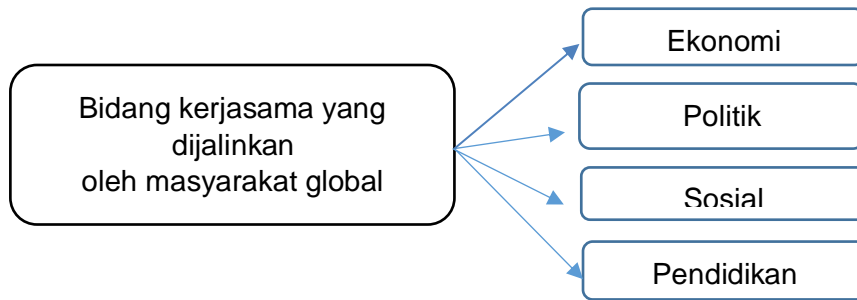 Bidang kerjasama yang
dijalinkan
oleh masyarakat global
Ekonomi
Politik
Sosial
Pendidikan